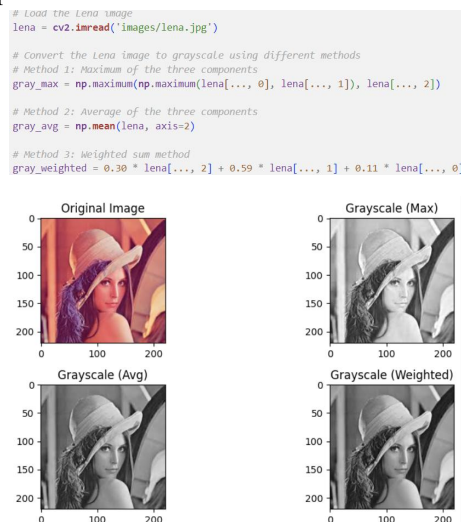 # Load the Lena image
lena = cv2.imread('images/lena.jpg')
# Convert the Lena image to grayscale using different methods
# Method 1: Maximum of the three components
gray_max = np.maximum(np.maximum(lena[..., 0], lena[..., 1]), lena[..., 2])
# Method 2: Average of the three components
gray_avg = np.mean(lena, axis=2)
# Method 3: Weighted sum method
gray_weighted = 0.30 * lena[..., 2] + 0.59 * lena[..., 1] + 0.11 * lena[..., 0]
Original Image
0
50
100
150
200
0 100 200
Grayscale (Max)
0
50
100
150
200
0 100 200
Grayscale (Avg)
0
50
100
150
200
0 100 200
Grayscale (Weighted)
0
50
100
150
200
0 100 200